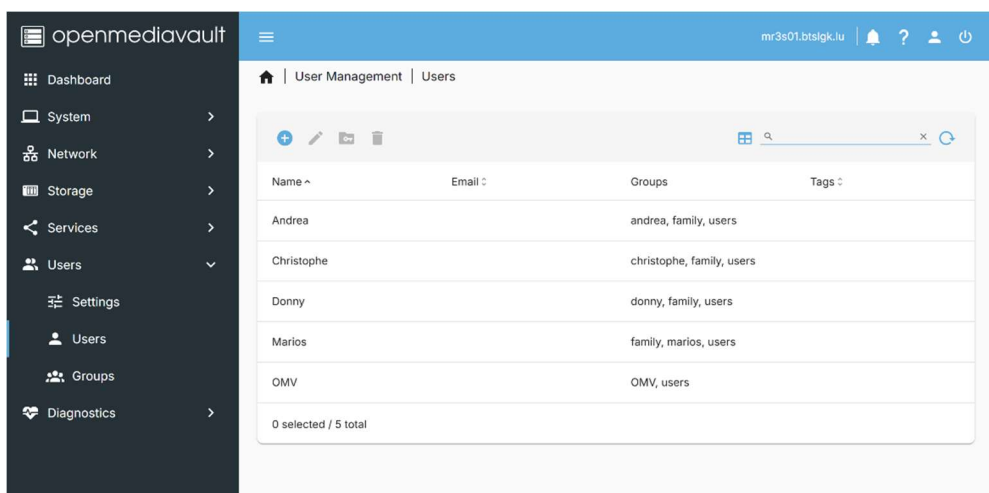 openmediavault
mr3s01.btslgk.lu
Dashboard
System
Network
Storage
Services
Users
Settings
Users
Groups
Diagnostics
User Management | Users
Name Email Groups Tags
Andrea andrea, family, users
Christophe christophe, family, users
Donny donny, family, users
Marios family, marios, users
OMV OMV, users
0 selected / 5 total